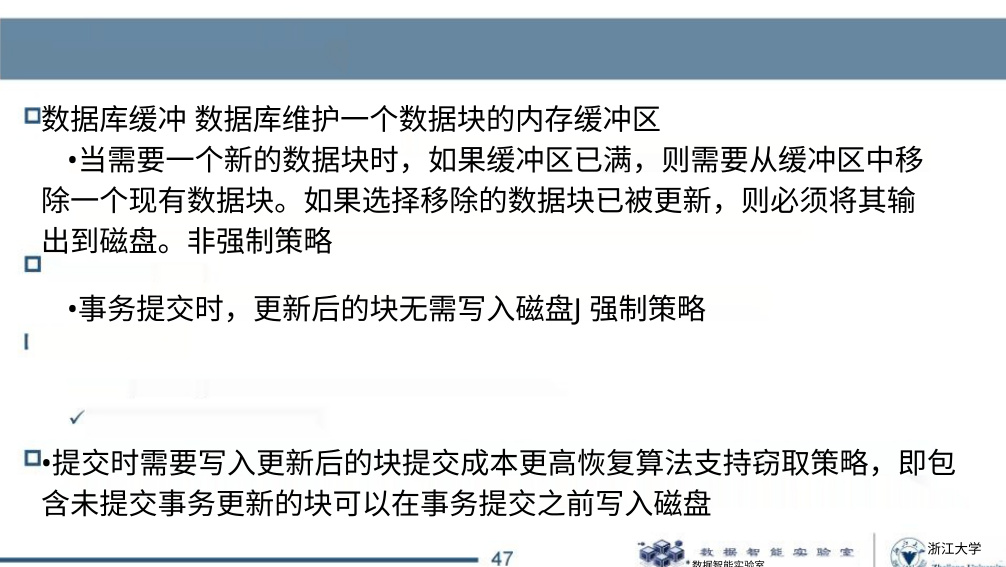 数据库缓冲 数据库维护一个数据块的内存缓冲区
•当需要一个新的数据块时，如果缓冲区已满，则需要从缓冲区中移
除一个现有数据块。如果选择移除的数据块已被更新，则必须将其输
出到磁盘。非强制策略
•事务提交时，更新后的块无需写入磁盘J 强制策略
•提交时需要写入更新后的块提交成本更高恢复算法支持窃取策略，即包
含未提交事务更新的块可以在事务提交之前写入磁盘
47
数据智能实验室
•数据智能实验室
浙江大学